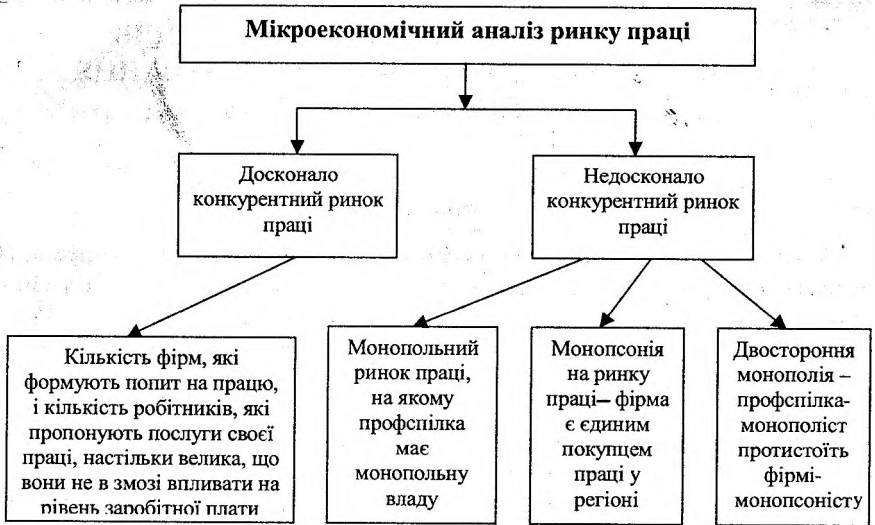 Мікроекономічний аналіз ринку праці
Досконало
конкурентний ринок
праці
Недосконало
конкурентний ринок
праці
Кількість фірм, які
формують попит на працю,
і кількість робітників, які
пропонують послуги своєї
праці, настільки велика, що
вони не в змозі впливати на
рівень заробітної плати
Монопольний
ринок праці,
на якому
профспілка
має
монопольну
владу
Монопсонія
на ринку
праці– фірма
є єдиним
покупцем
праці у
регіоні
Двостороння
монополія –
профспілка-
монополіст
протистоїть
фірмі-
монопсоністу